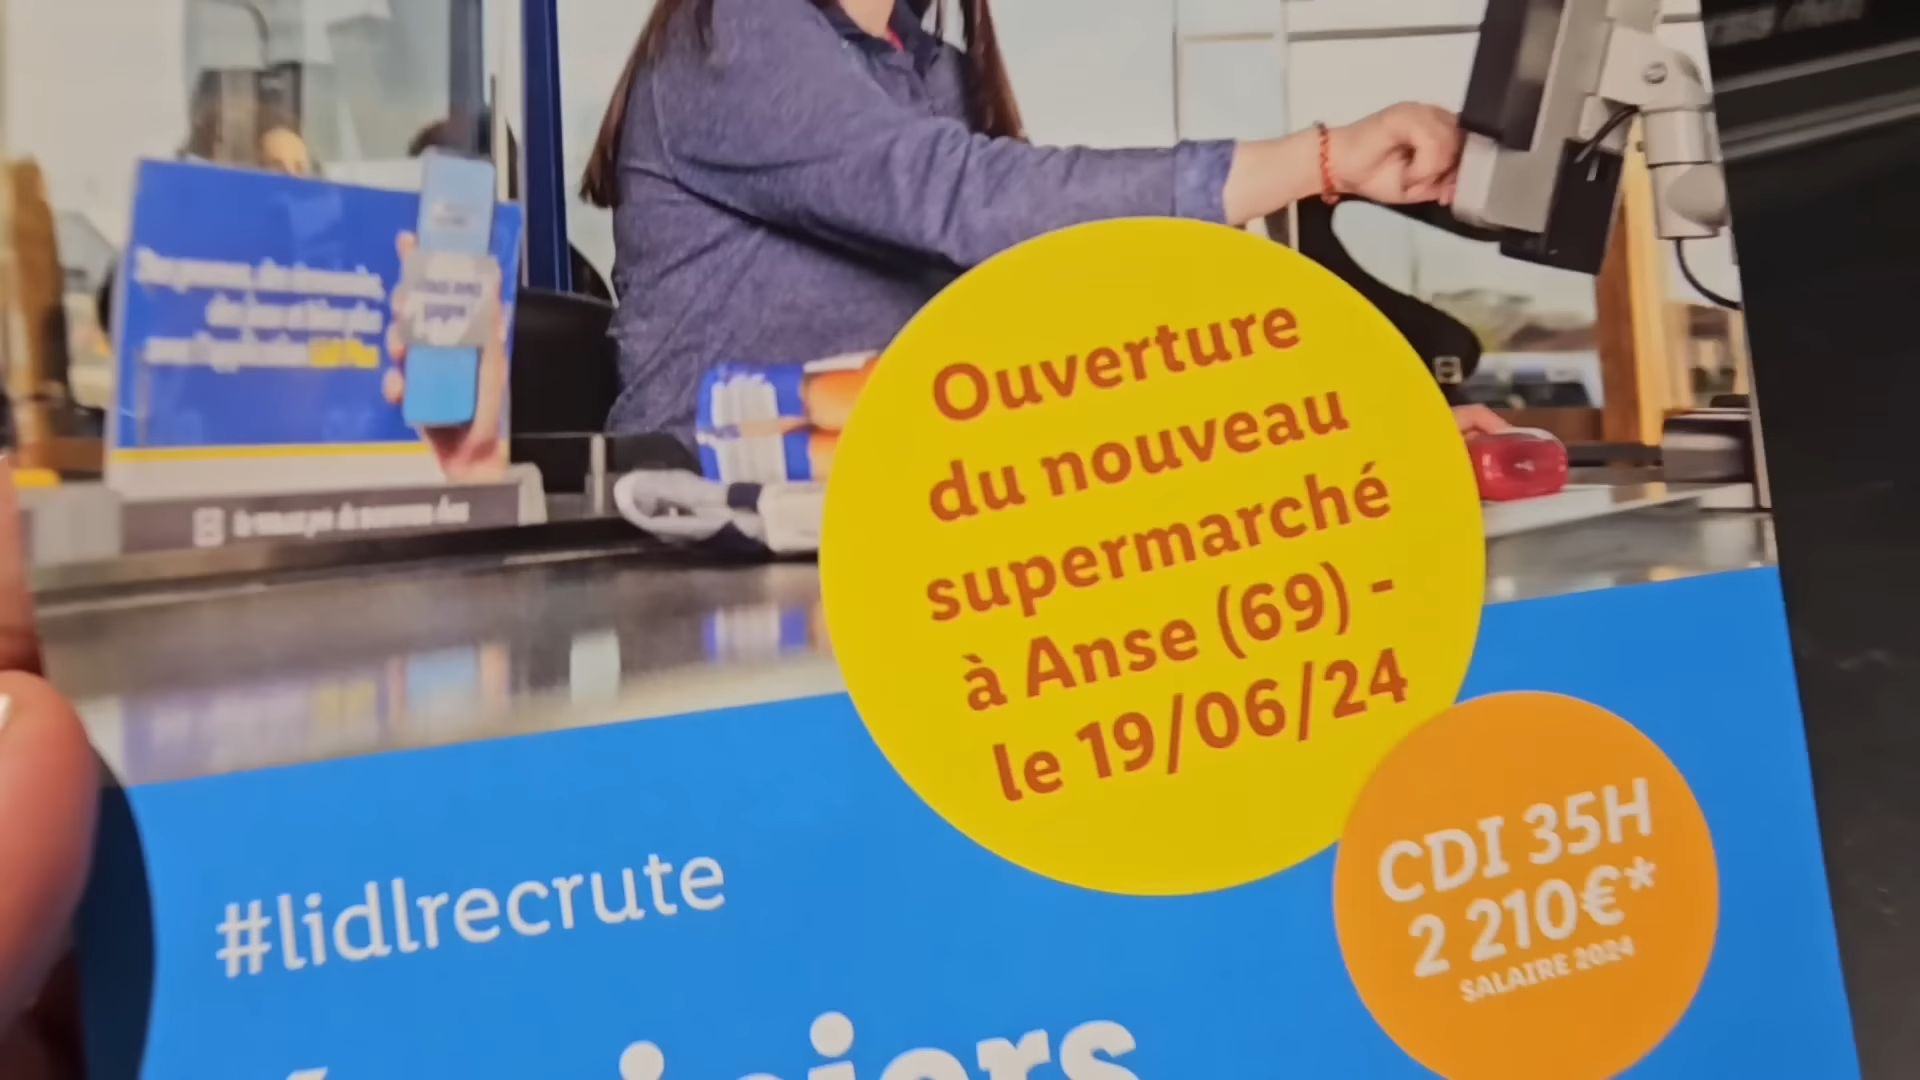 Ouverture
du nouveau
supermarché
à Anse (69) -
le 19/06/24
CDI 35H
2 210€*
SALAIRE 2024
#lidlrecrute